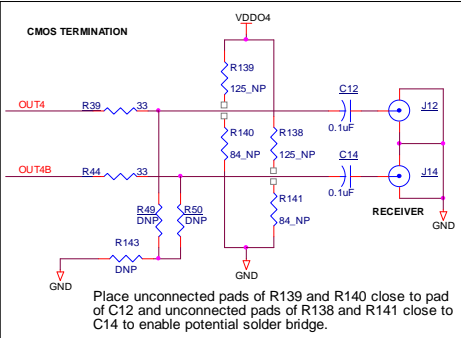 VDDO4
CMOS TERMINATION
R139
125_NP
C12
J12
OUT4
R39
33
R140
84_NP
R138
125_NP
0.1uF
C14
J14
OUT4B
R44
33
0.1uF
R49
DNP
R50
DNP
R141
84_NP
RECEIVER
GND
R143
DNP
GND
GND
Place unconnected pads of R139 and R140 close to pad
of C12 and unconnected pads of R138 and R141 close to
C14 to enable potential solder bridge.